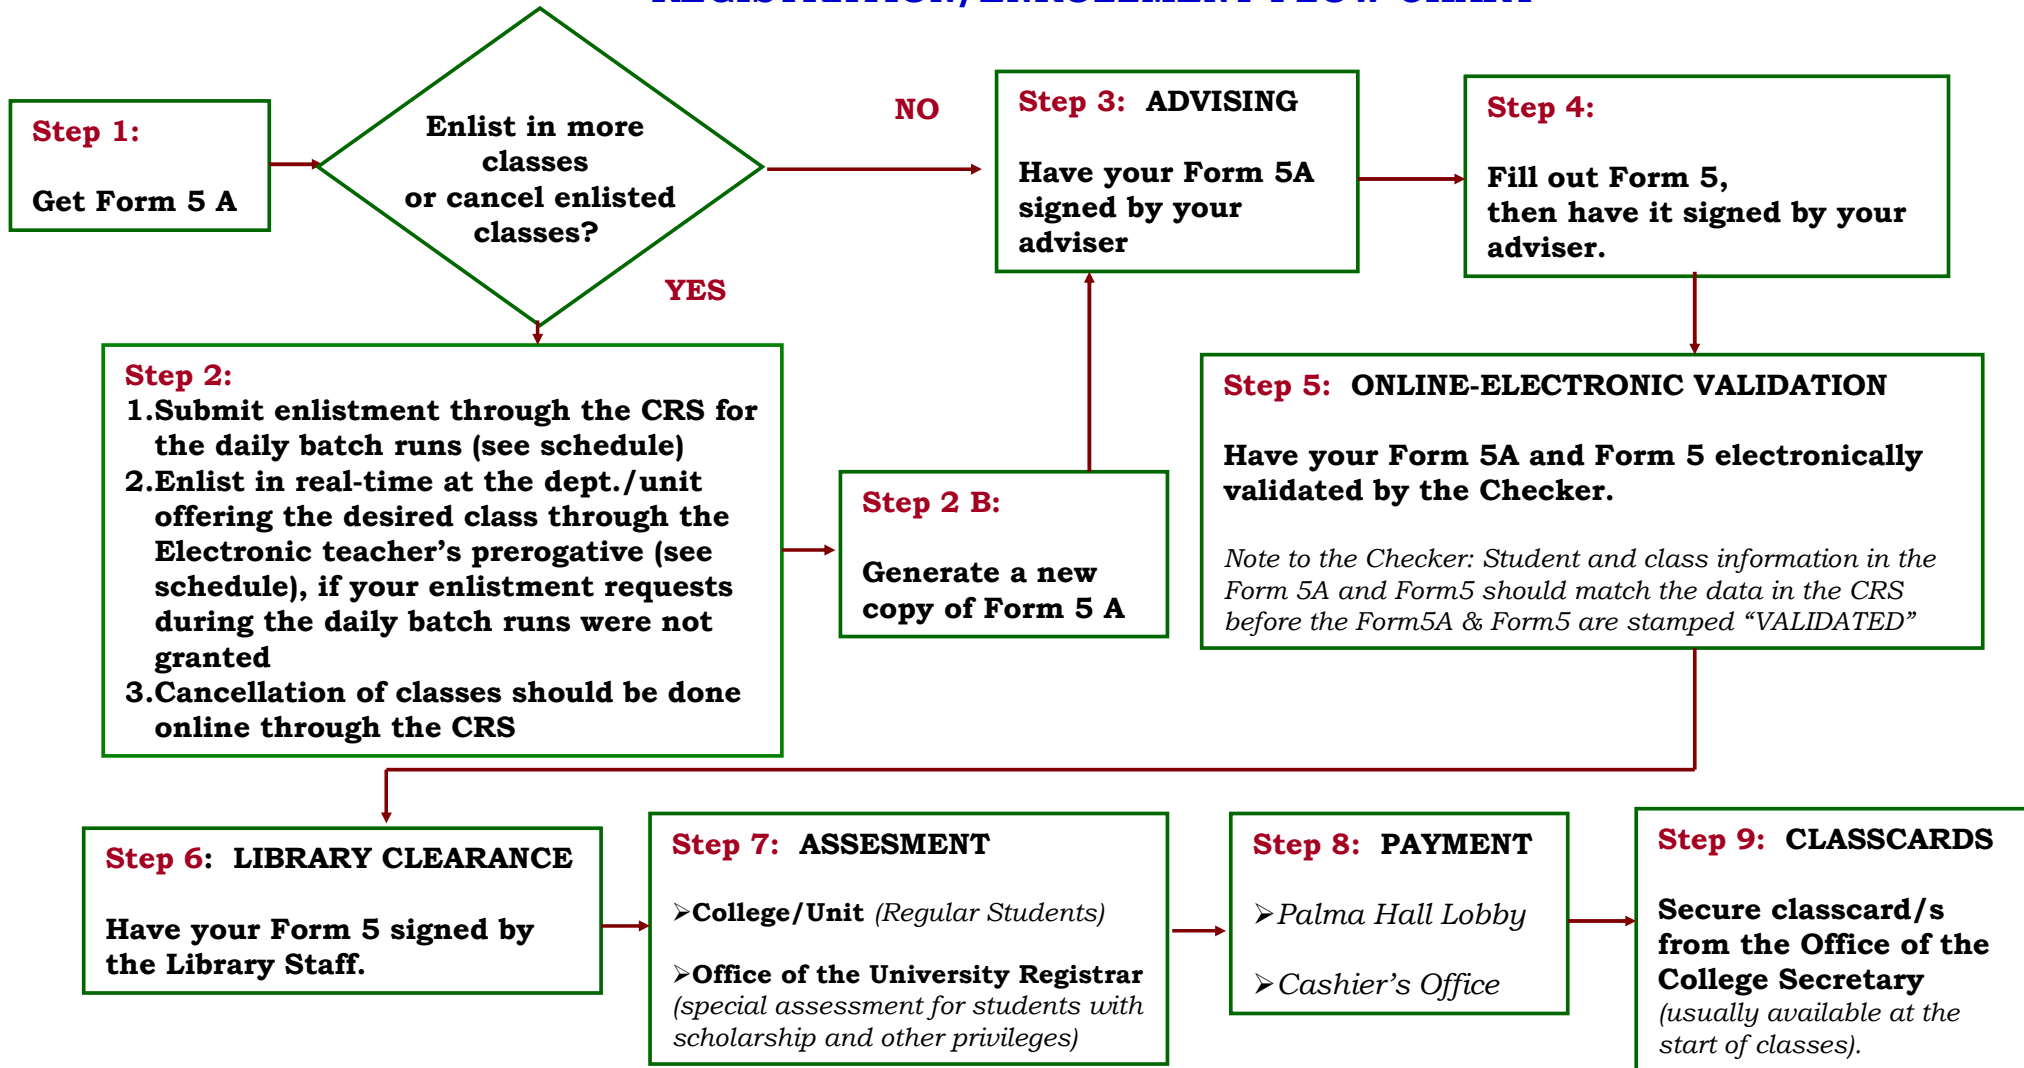 REGISTRATION/ENROLLMENT FLOW CHART
Step 1:
Get Form 5 A
Enlist in more
classes
or cancel enlisted
classes?
NO
YES
Step 2:
1.Submit enlistment through the CRS for
the daily batch runs (see schedule)
2.Enlist in real-time at the dept./unit
offering the desired class through the
Electronic teacher’s prerogative (see
schedule), if your enlistment requests
during the daily batch runs were not
granted
3.Cancellation of classes should be done
online through the CRS
Step 2 B:
Generate a new
copy of Form 5 A
Step 3: ADVISING
Have your Form 5A
signed by your
adviser
Step 4:
Fill out Form 5,
then have it signed by your
adviser.
Step 5: ONLINE-ELECTRONIC VALIDATION
Have your Form 5A and Form 5 electronically
validated by the Checker.
Note to the Checker: Student and class information in the
Form 5A and Form5 should match the data in the CRS
before the Form5A & Form5 are stamped “VALIDATED”
Step 6: LIBRARY CLEARANCE
Have your Form 5 signed by
the Library Staff.
Step 7: ASSESMENT
➢College/Unit (Regular Students)
➢Office of the University Registrar
(special assessment for students with
scholarship and other privileges)
Step 8: PAYMENT
➢Palma Hall Lobby
➢Cashier’s Office
Step 9: CLASSCARDS
Secure classcard/s
from the Office of the
College Secretary
(usually available at the
start of classes).